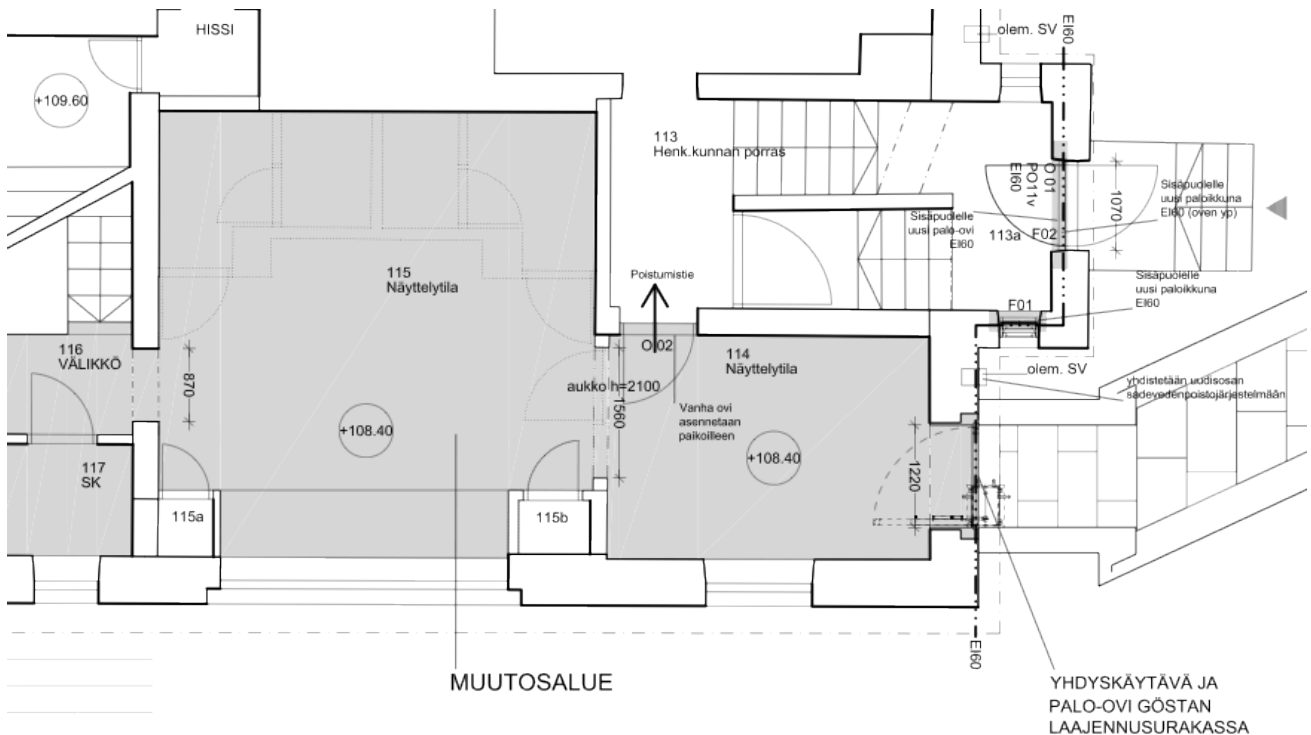 HISSI
+109.60
olem. SV
EI60
113
Henk.kunnan porras
O 01
PO11v
EI60
1070
Sisäpuolelle
uusi paloikkuna
EI60 (oven yp)
Sisäpuolelle
uusi palo-ovi
EI60
113a
F02
Sisäpuolelle
uusi paloikkuna
EI60
F01
115
Näyttelytila
Poistumistie
116
VÄLIKKÖ
870
O 02
114
Näyttelytila
olem. SV
yhdistetään uudisosan
sadevedenpoistojärjestelmään
aukko h=2100
1560
Vanha ovi
asennetaan
paikoilleen
+108.40
+108.40
1220
117
SK
115a
115b
EI60
MUUTOSALUE
YHDYSKÄYTÄVÄ JA
PALO-OVI GÖSTAN
LAAJENNUSURAKASSA